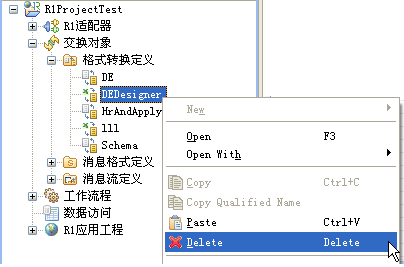 R1ProjectTest
R1适配器
交换对象
格式转换定义
DE
DEDesigner
HrAndApply
lll
Schema
消息格式定义
消息流定义
工作流程
数据访问
R1应用工程
New
Open F3
Open With
Copy Ctrl+C
Copy Qualified Name
Paste Ctrl+V
Delete Delete